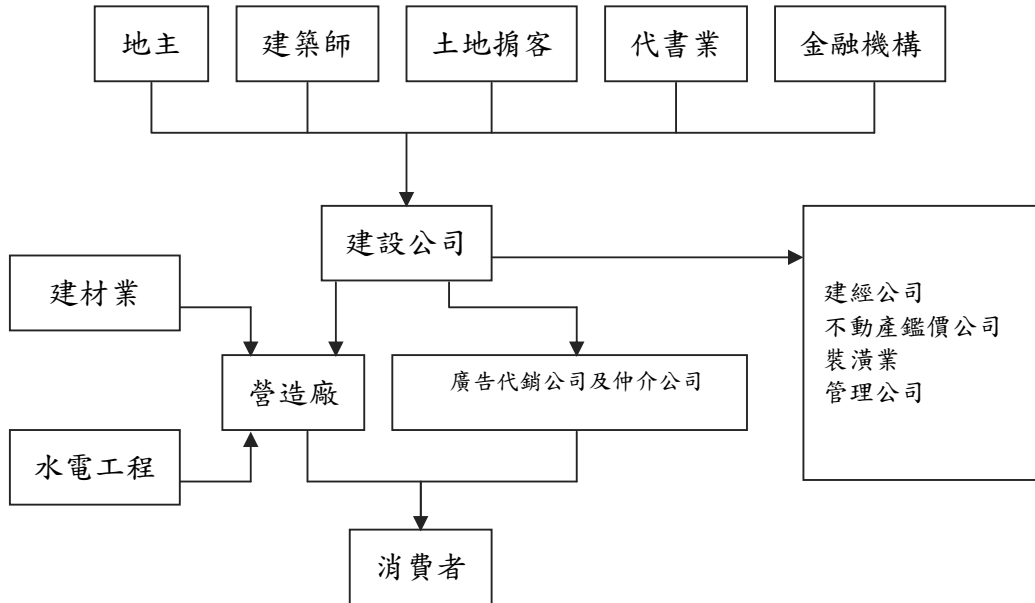 地主
建築師
土地掮客
代書業
金融機構
建設公司
建材業
建經公司
不動產鑑價公司
裝潢業
管理公司
營造廠
廣告代銷公司及仲介公司
水電工程
消費者